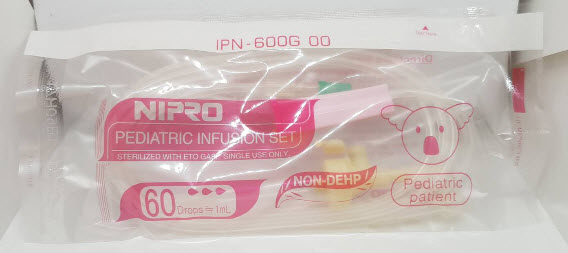 IPN-600G 00
NIPRO
PEDIATRIC INFUSION SET
STERILIZED WITH ETO GAS. SINGLE USE ONLY.
60 Drops≒1mL
NON-DEHP
Pediatric
patient